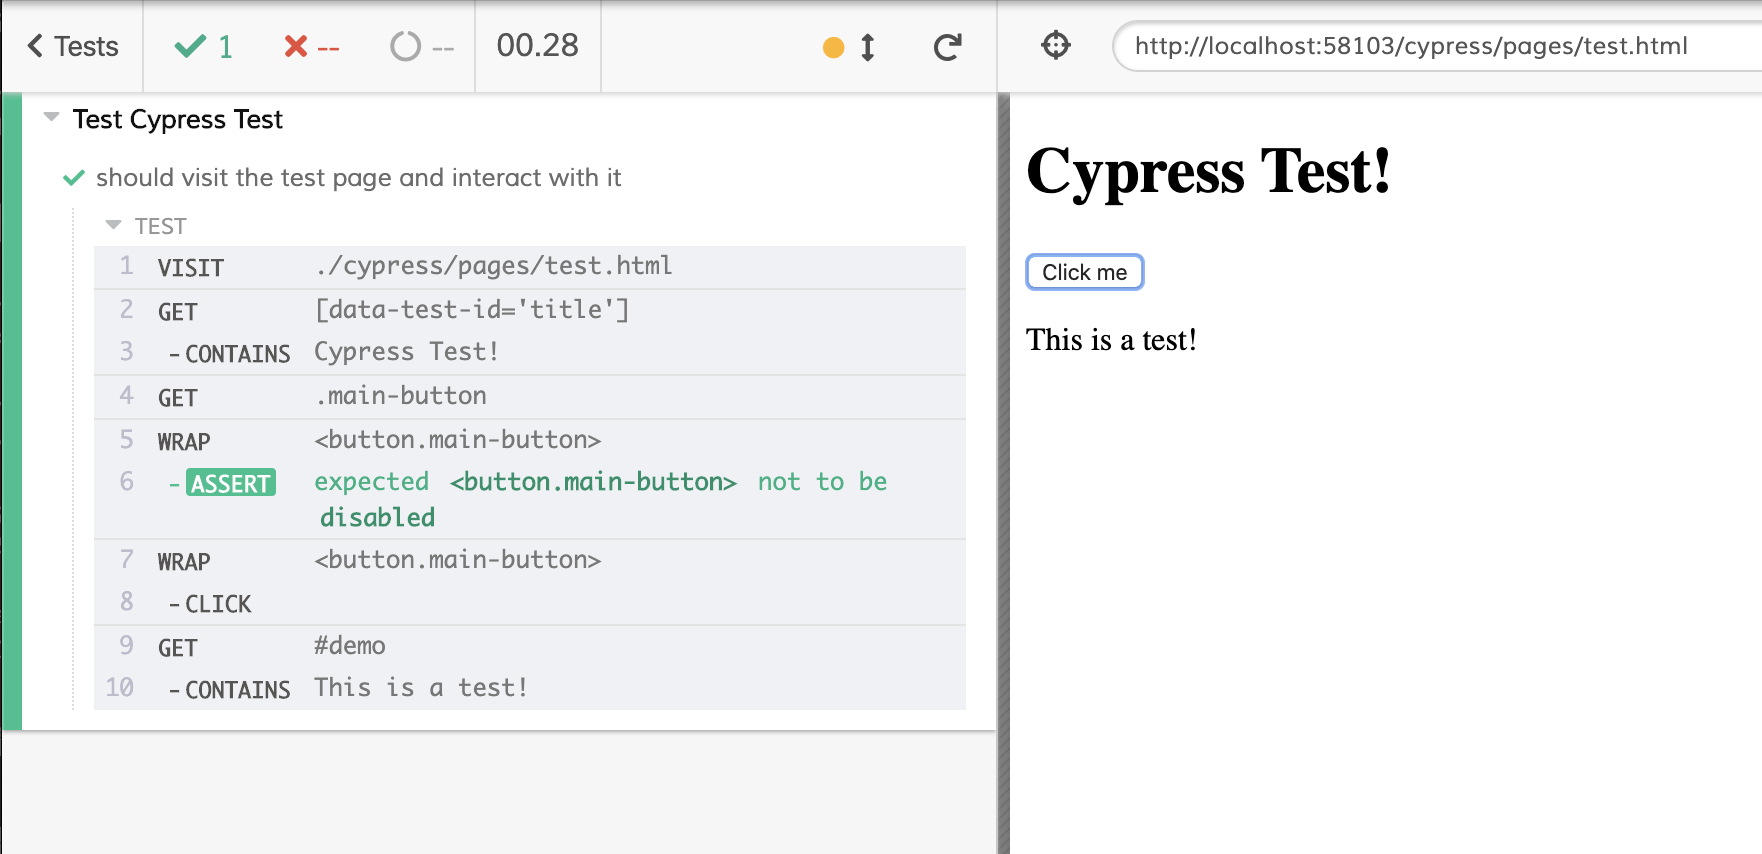 Tests 1 -- -- 00.28 http://localhost:58103/cypress/pages/test.html
Test Cypress Test
should visit the test page and interact with it
TEST
1 VISIT ./cypress/pages/test.html
2 GET [data-test-id='title']
3 -CONTAINS Cypress Test!
4 GET .main-button
5 WRAP <button.main-button>
6 -ASSERT expected <button.main-button> not to be
disabled
7 WRAP <button.main-button>
8 -CLICK
9 GET #demo
10 -CONTAINS This is a test!
Cypress Test!
Click me
This is a test!